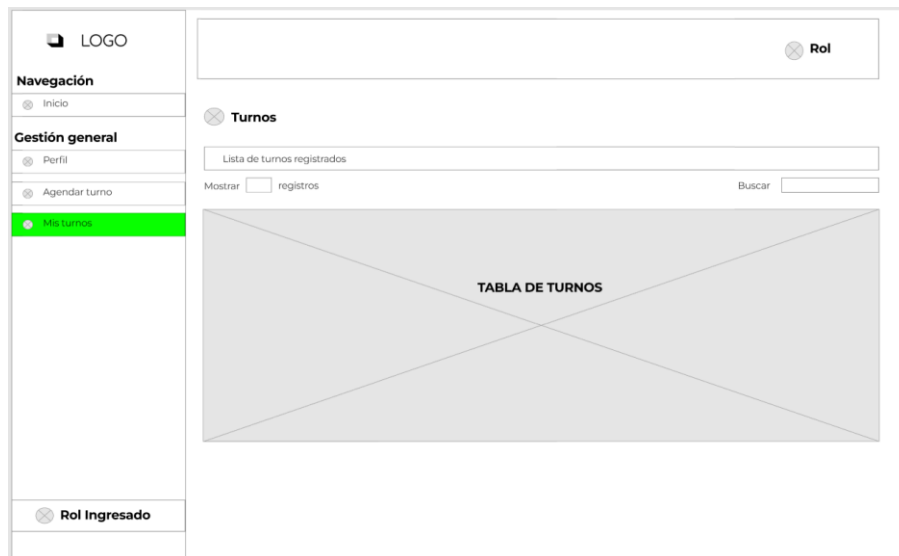 LOGO
Navegación
Inicio
Gestión general
Perfil
Agendar turno
Mis turnos
Rol Ingresado
Rol
Turnos
Lista de turnos registrados
Mostrar registros
Buscar
TABLA DE TURNOS